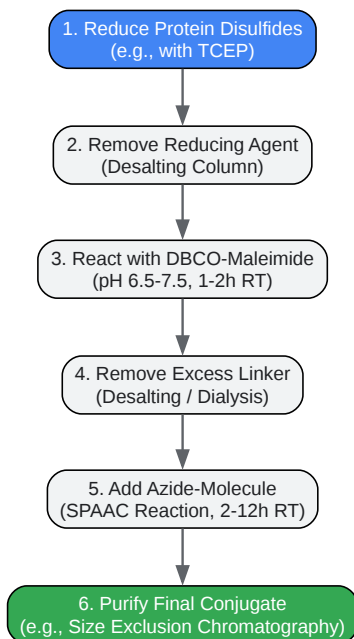 1. Reduce Protein Disulfides
(e.g., with TCEP)
2. Remove Reducing Agent
(Desalting Column)
3. React with DBCO-Maleimide
(pH 6.5-7.5, 1-2h RT)
4. Remove Excess Linker
(Desalting / Dialysis)
5. Add Azide-Molecule
(SPAAC Reaction, 2-12h RT)
6. Purify Final Conjugate
(e.g., Size Exclusion Chromatography)